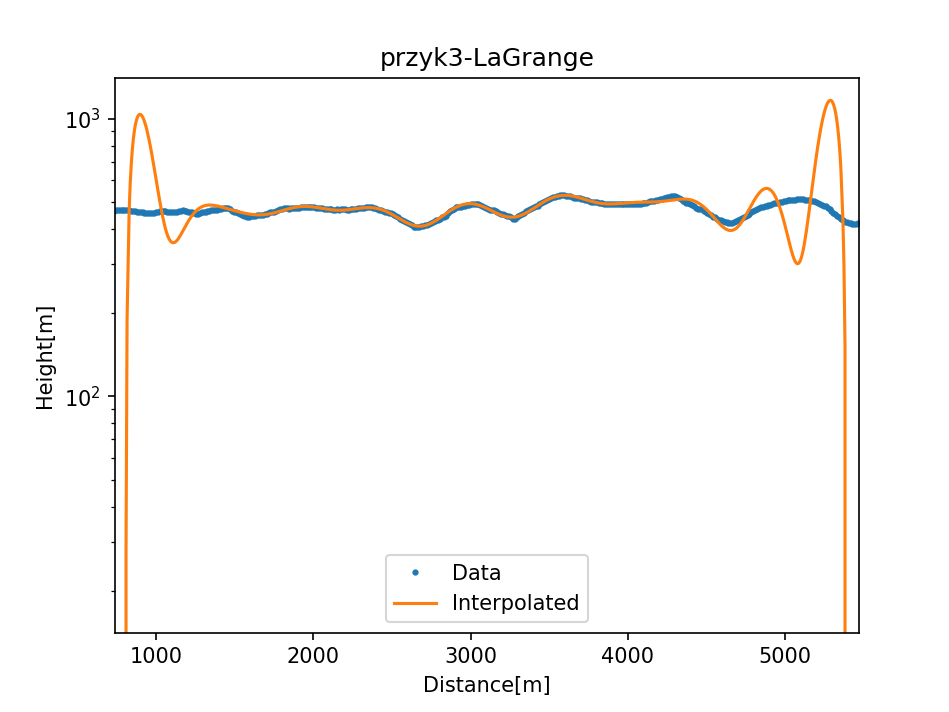 przyk3-LaGrange
10³
10²
Height[m]
1000 2000 3000 4000 5000
Distance[m]
Data
Interpolated